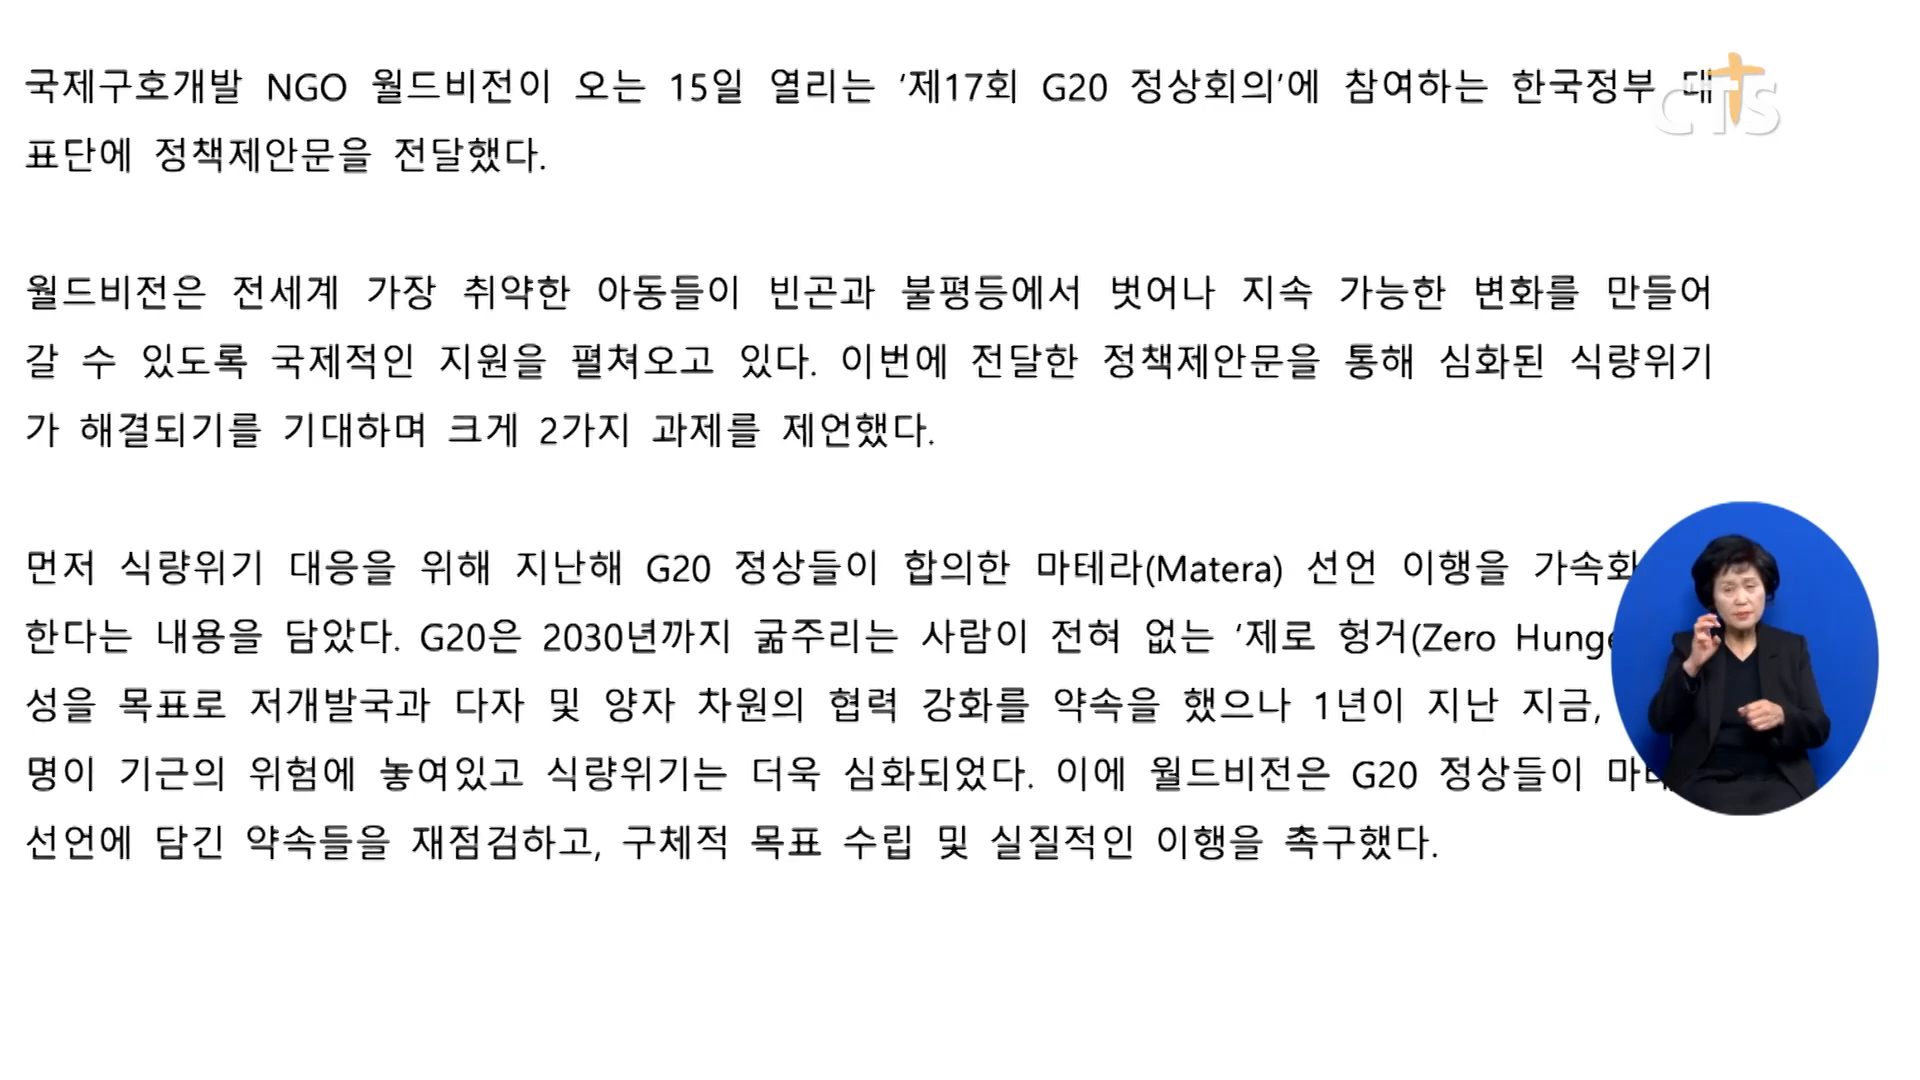 국제구호개발 NGO 월드비전이 오는 15일 열리는 ‘제17회 G20 정상회의’에 참여하는 한국정부 대
CTS
표단에 정책제안문을 전달했다.
월드비전은 전세계 가장 취약한 아동들이 빈곤과 불평등에서 벗어나 지속 가능한 변화를 만들어
갈 수 있도록 국제적인 지원을 펼쳐오고 있다. 이번에 전달한 정책제안문을 통해 심화된 식량위기
가 해결되기를 기대하며 크게 2가지 과제를 제언했다.
먼저 식량위기 대응을 위해 지난해 G20 정상들이 합의한 마테라(Matera) 선언 이행을 가속화
한다는 내용을 담았다. G20은 2030년까지 굶주리는 사람이 전혀 없는 ‘제로 헝거(Zero
성을 목표로 저개발국과 다자 및 양자 차원의 협력 강화를 약속을 했으나 1년이 지난 지금,
명이 기근의 위험에 놓여있고 식량위기는 더욱 심화되었다. 이에 월드비전은 G20 정상들이
선언에 담긴 약속들을 재점검하고, 구체적 목표 수립 및 실질적인 이행을 촉구했다.